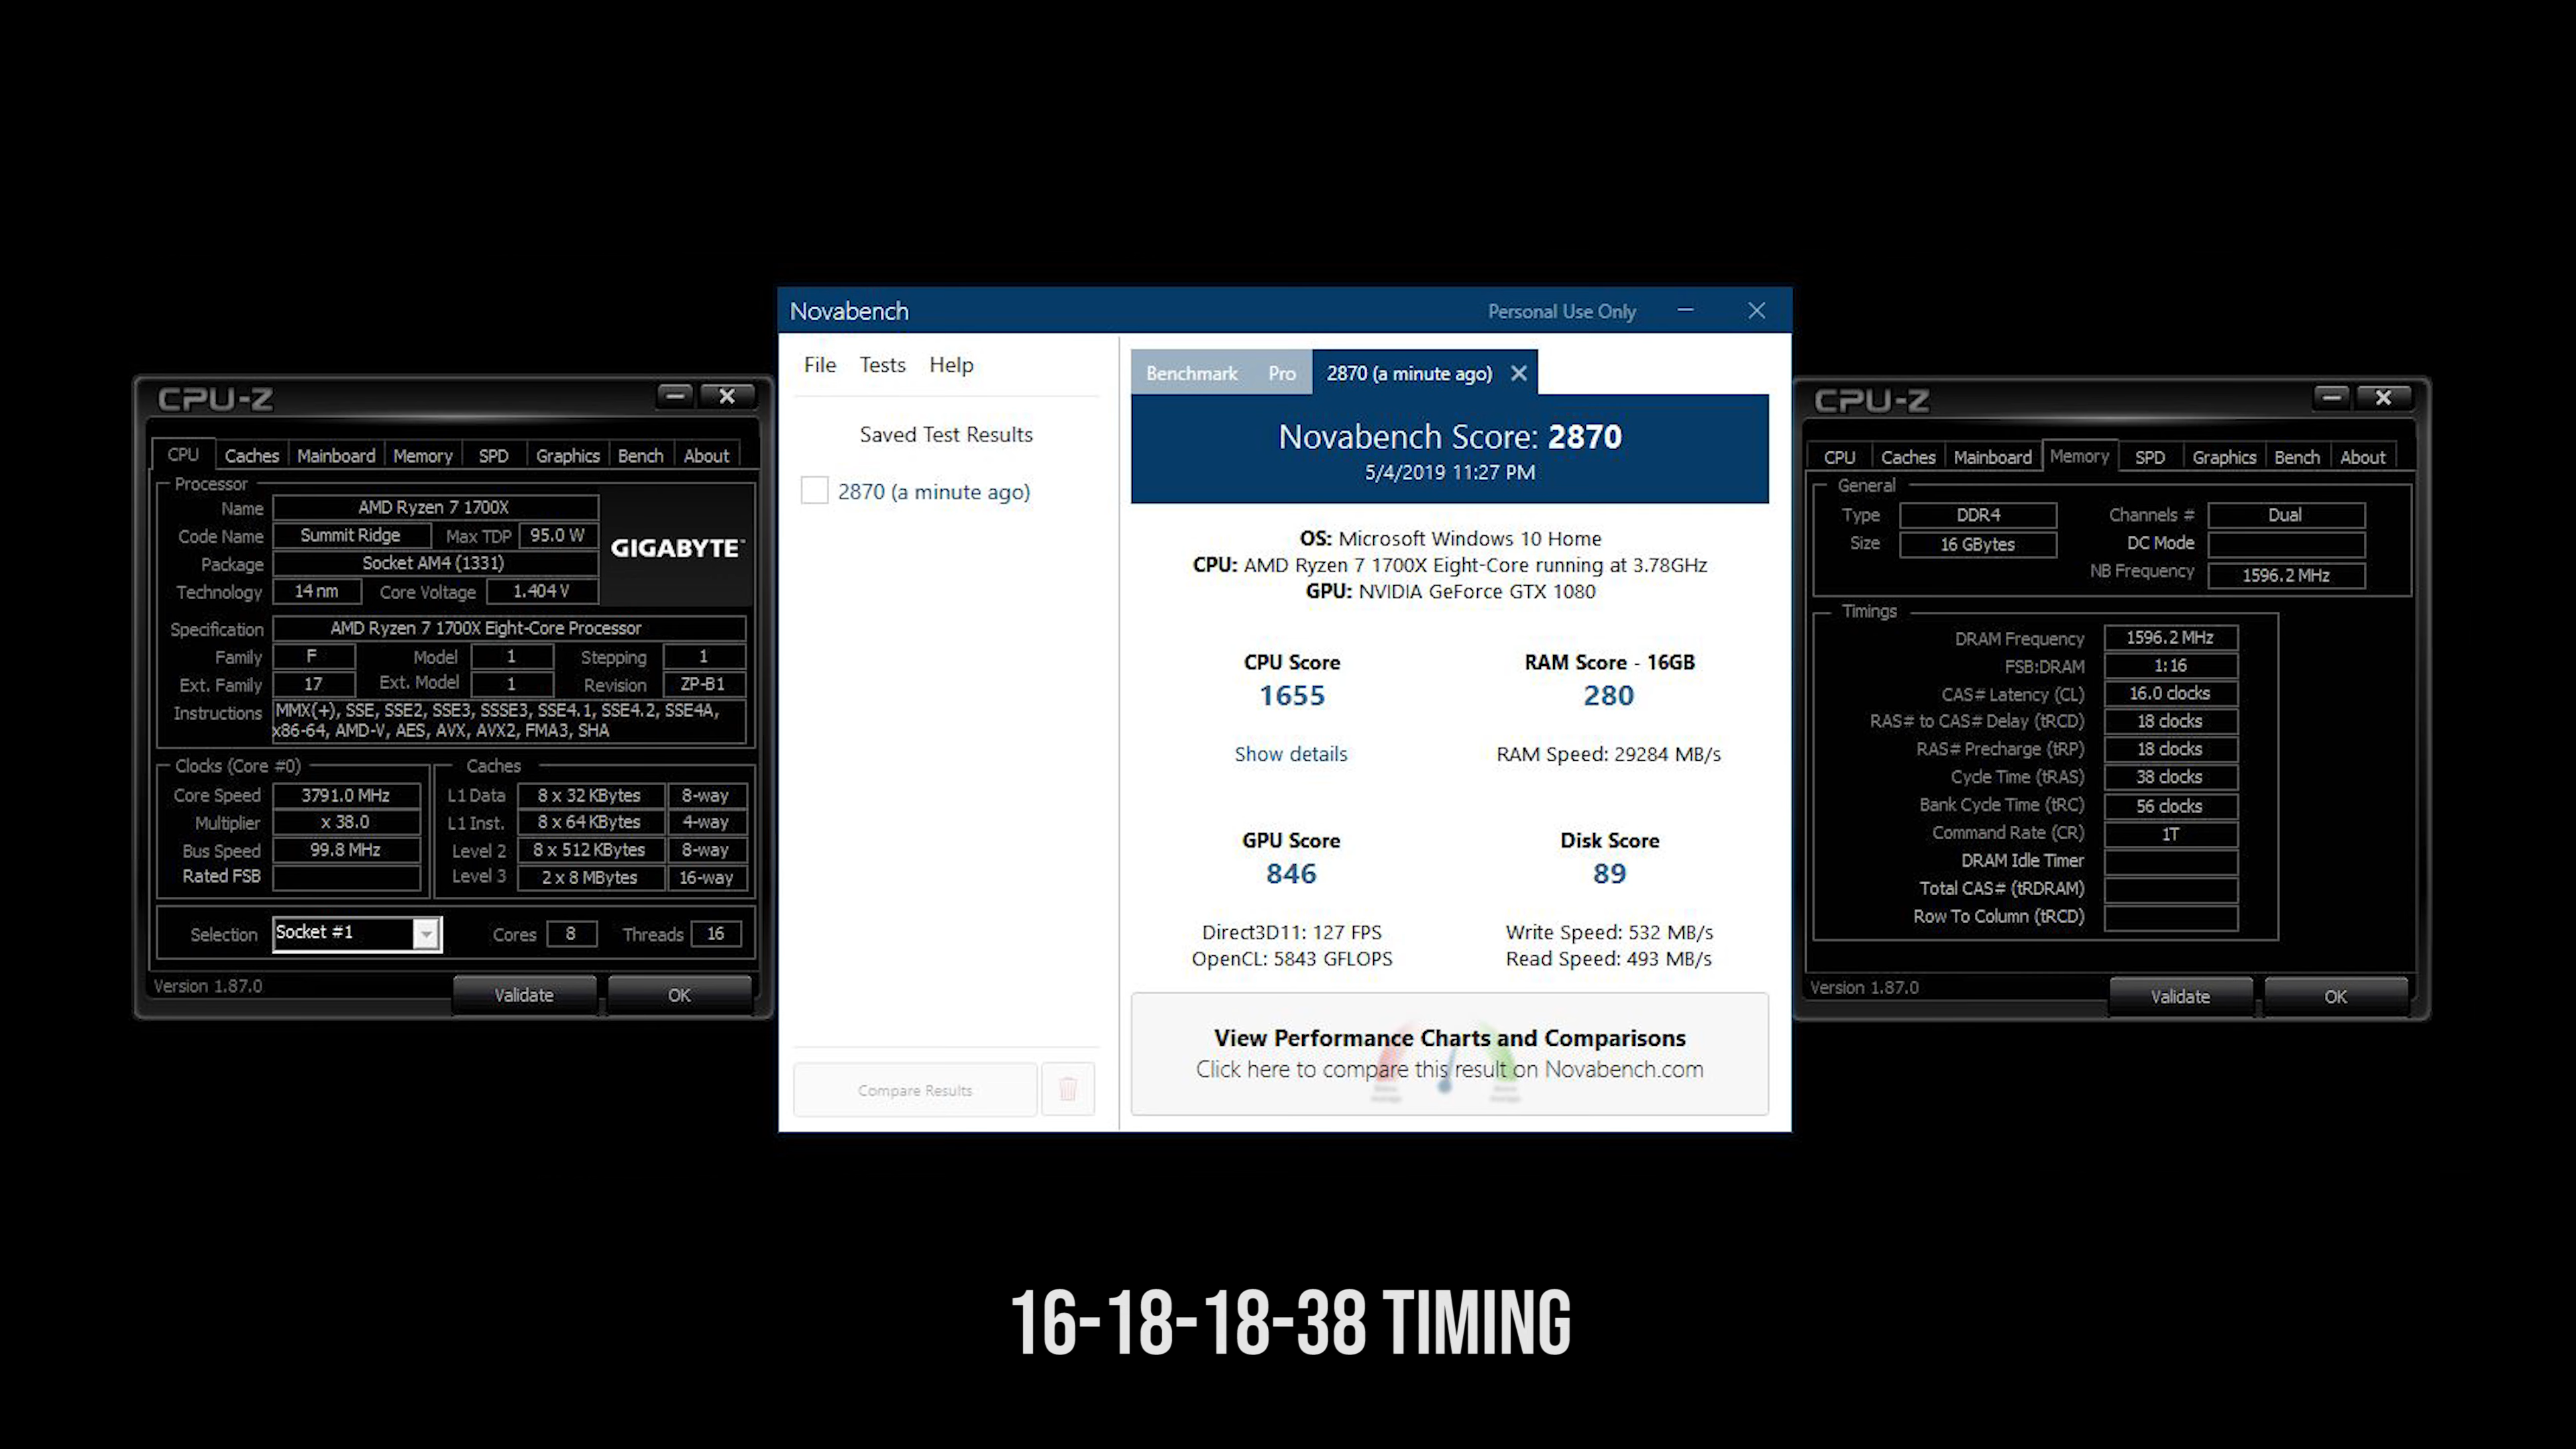 CPU-Z
CPU Caches Mainboard Memory SPD Graphics Bench About
Processor
Name AMD Ryzen 7 1700X
Code Name Summit Ridge Max TDP 95.0 W
GIGABYTE™
Package Socket AM4 (1331)
Technology 14 nm Core Voltage 1.404 V
Specification AMD Ryzen 7 1700X Eight-Core Processor
Family F Model 1 Stepping 1
Ext. Family 17 Ext. Model 1 Revision ZP-B1
Instructions MMX(+), SSE, SSE2, SSE3, SSSE3, SSE4.1, SSE4.2, SSE4A,
x86-64, AMD-V, AES, AVX, AVX2, FMA3, SHA
Clocks (Core #0)
Core Speed 3791.0 MHz
Multiplier x 38.0
Bus Speed 99.8 MHz
Rated FSB
Caches
L1 Data 8 x 32 KBytes 8-way
L1 Inst. 8 x 64 KBytes 4-way
Level 2 8 x 512 KBytes 8-way
Level 3 2 x 8 MBytes 16-way
Selection Socket #1 Cores 8 Threads 16
Version 1.87.0
Validate OK
Novabench Personal Use Only
File Tests Help
Saved Test Results
2870 (a minute ago)
Compare Results
Benchmark Pro 2870 (a minute ago)
Novabench Score: 2870
5/4/2019 11:27 PM
OS: Microsoft Windows 10 Home
CPU: AMD Ryzen 7 1700X Eight-Core running at 3.78GHz
GPU: NVIDIA GeForce GTX 1080
CPU Score
1655
Show details
RAM Score - 16GB
280
RAM Speed: 29284 MB/s
GPU Score
846
Direct3D11: 127 FPS
OpenCL: 5843 GFLOPS
Disk Score
89
Write Speed: 532 MB/s
Read Speed: 493 MB/s
View Performance Charts and Comparisons
Click here to compare this result on Novabench.com
CPU-Z
CPU Caches Mainboard Memory SPD Graphics Bench About
General
Type DDR4 Channels # Dual
Size 16 GBytes DC Mode
NB Frequency 1596.2 MHz
Timings
DRAM Frequency 1596.2 MHz
FSB:DRAM 1:16
CAS# Latency (CL) 16.0 clocks
RAS# to CAS# Delay (tRCD) 18 clocks
RAS# Precharge (tRP) 18 clocks
Cycle Time (tRAS) 38 clocks
Bank Cycle Time (tRC) 56 clocks
Command Rate (CR) 1T
DRAM Idle Timer
Total CAS# (tRDRAM)
Row To Column (tRCD)
Version 1.87.0
Validate OK
16-18-18-38 TIMING